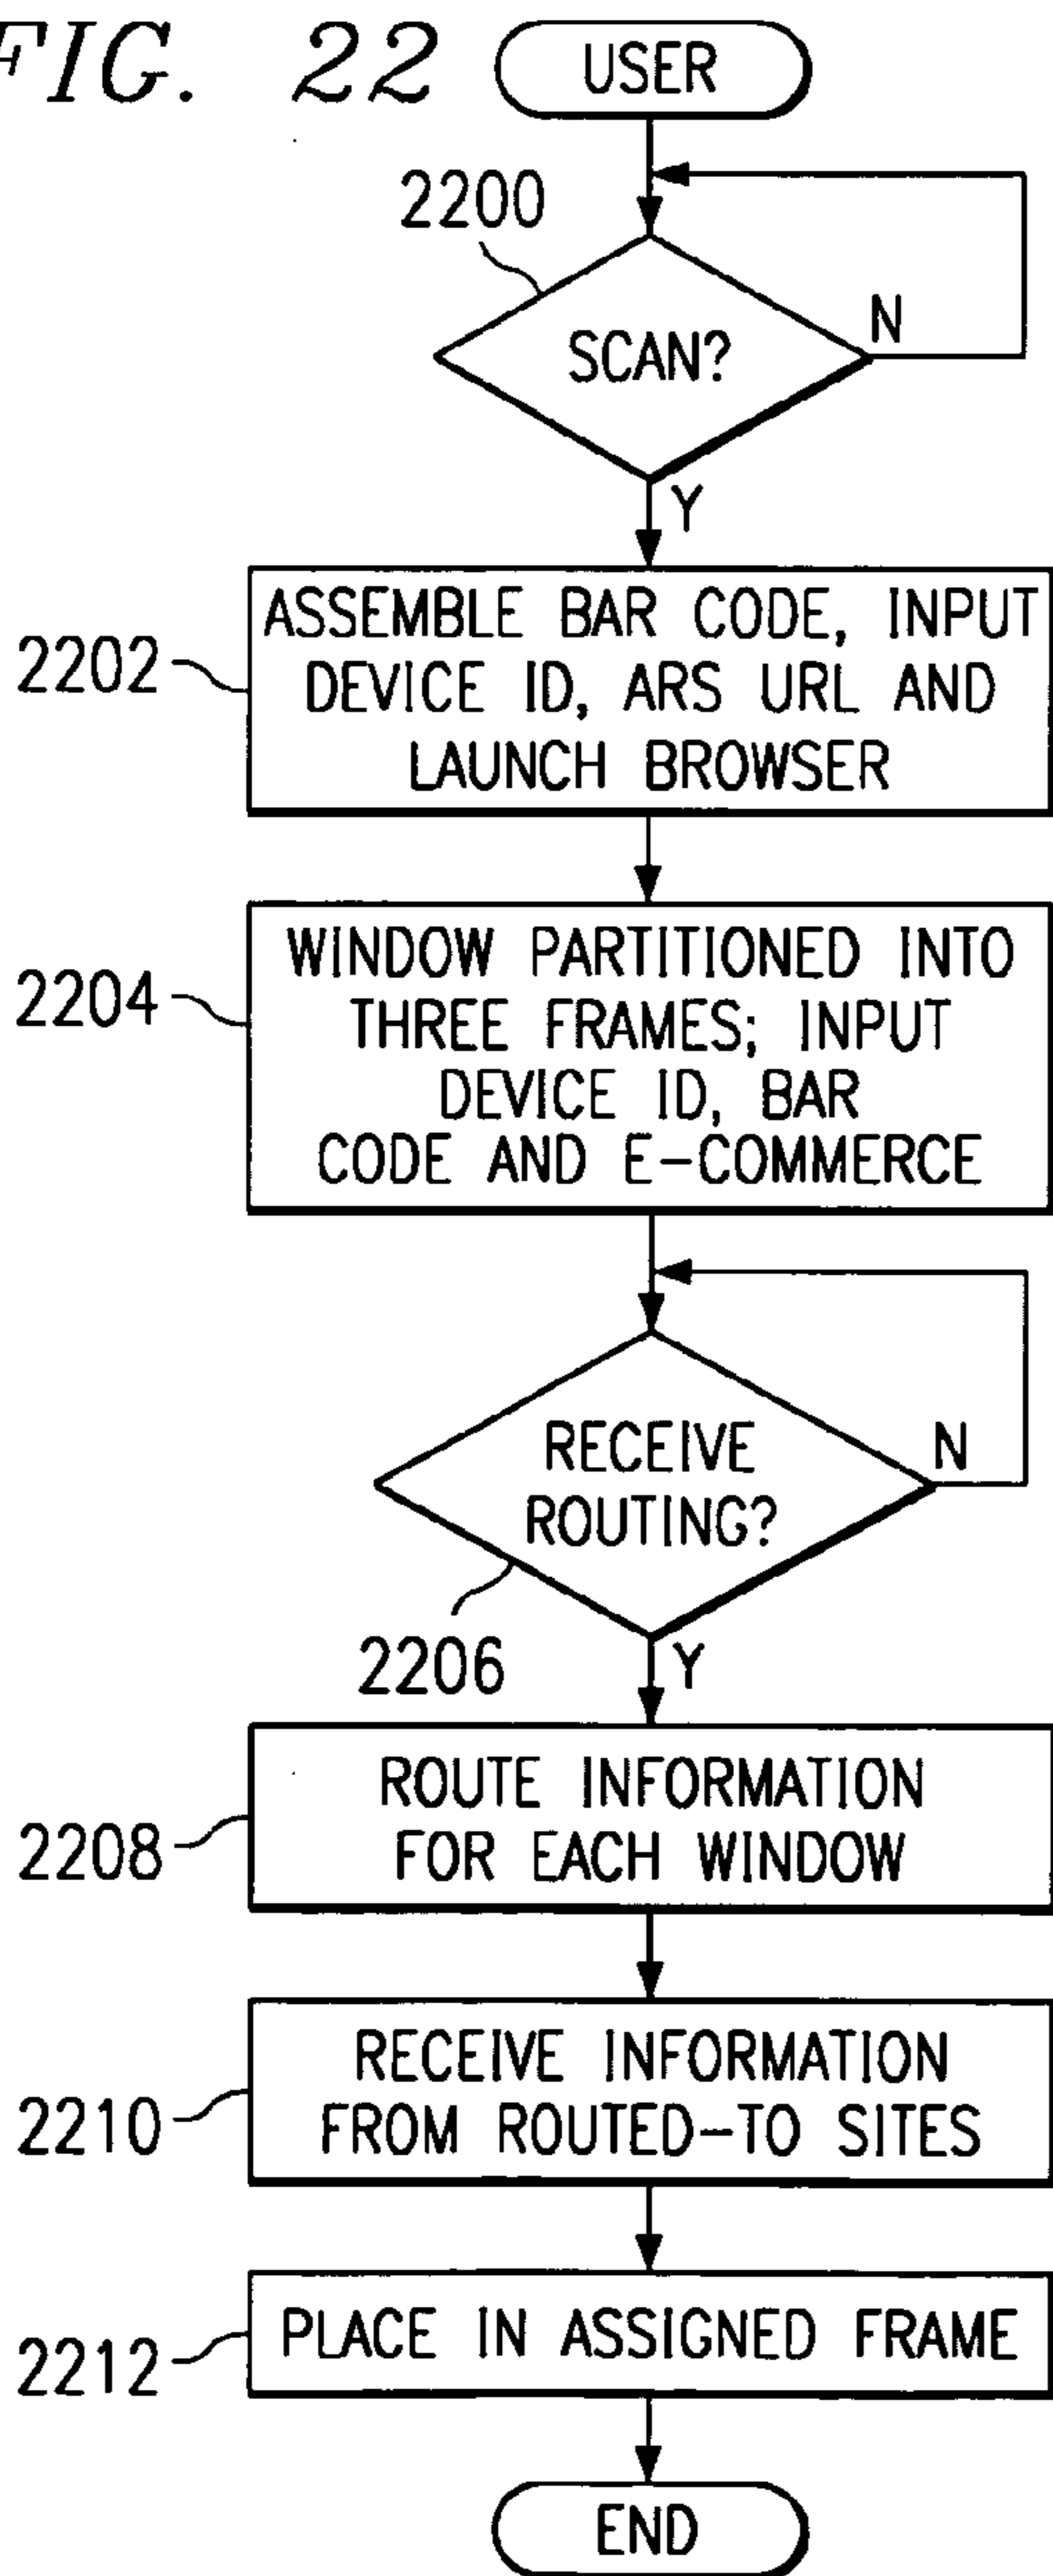 FIG. 22
USER
2200
SCAN?
N
Y
2202
ASSEMBLE BAR CODE, INPUT
DEVICE ID, ARS URL AND
LAUNCH BROWSER
2204
WINDOW PARTITIONED INTO
THREE FRAMES; INPUT
DEVICE ID, BAR
CODE AND E-COMMERCE
RECEIVE
ROUTING?
N
2206
Y
2208
ROUTE INFORMATION
FOR EACH WINDOW
2210
RECEIVE INFORMATION
FROM ROUTED-TO SITES
2212
PLACE IN ASSIGNED FRAME
END